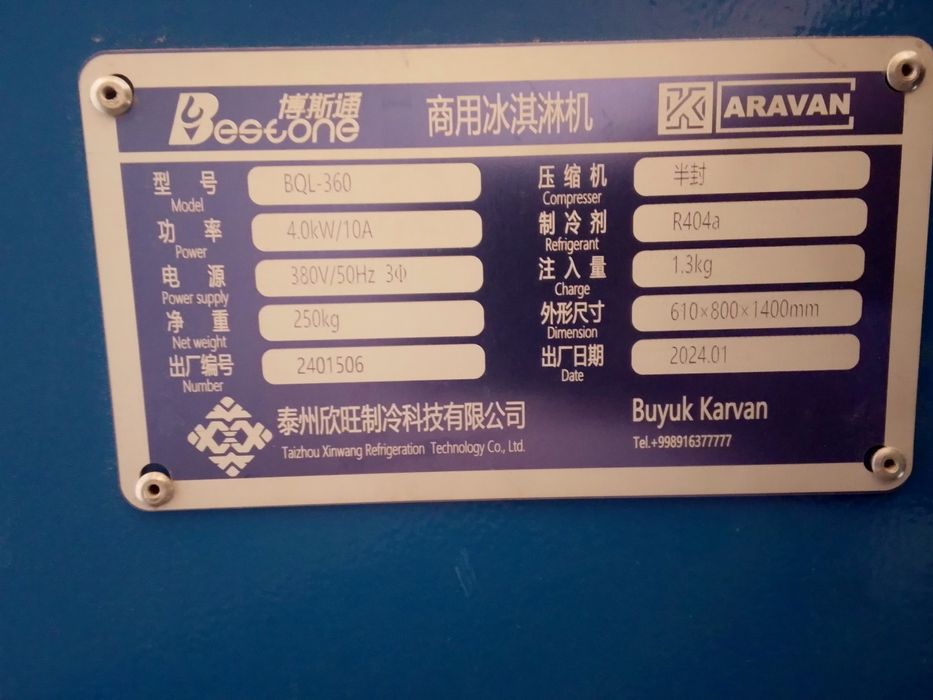 Bestone 博斯通 商用冰淇淋机 K ARAVAN
型号 Model BQL-360
功率 Power 4.0kW/10A
电源 Power supply 380V/50Hz 3Φ
净重 Net weight 250kg
出厂编号 Number 2401506
压缩机 Compresser 半封
制冷剂 Refrigerant R404a
注入量 Charge 1.3kg
外形尺寸 Dimension 610×800×1400mm
出厂日期 Date 2024.01
泰州欣旺制冷科技有限公司
Taizhou Xinwang Refrigeration Technology Co., Ltd.
Buyuk Karvan
Tel.+998916377777